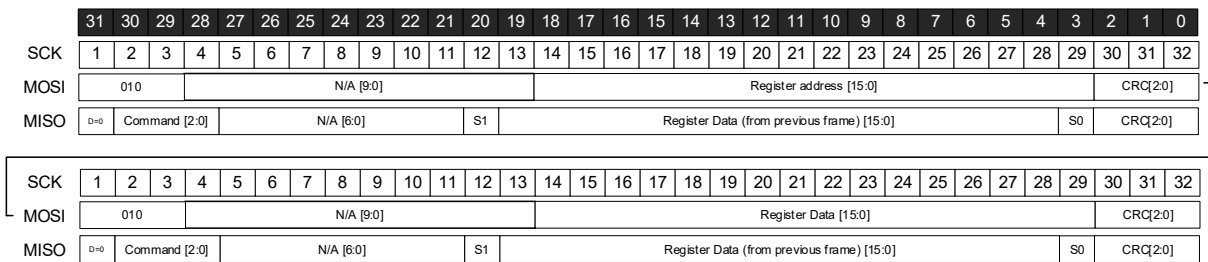 31 30 29 28 27 26 25 24 23 22 21 20 19 18 17 16 15 14 13 12 11 10 9 8 7 6 5 4 3 2 1 0
SCK 1 2 3 4 5 6 7 8 9 10 11 12 13 14 15 16 17 18 19 20 21 22 23 24 25 26 27 28 29 30 31 32
MOSI 010 N/A [9:0] Register address [15:0] CRC[2:0]
MISO D=0 Command [2:0] N/A [6:0] S1 Register Data (from previous frame) [15:0] S0 CRC[2:0]
SCK 1 2 3 4 5 6 7 8 9 10 11 12 13 14 15 16 17 18 19 20 21 22 23 24 25 26 27 28 29 30 31 32
MOSI 010 N/A [9:0] Register Data [15:0] CRC[2:0]
MISO D=0 Command [2:0] N/A [6:0] S1 Register Data (from previous frame) [15:0] S0 CRC[2:0]